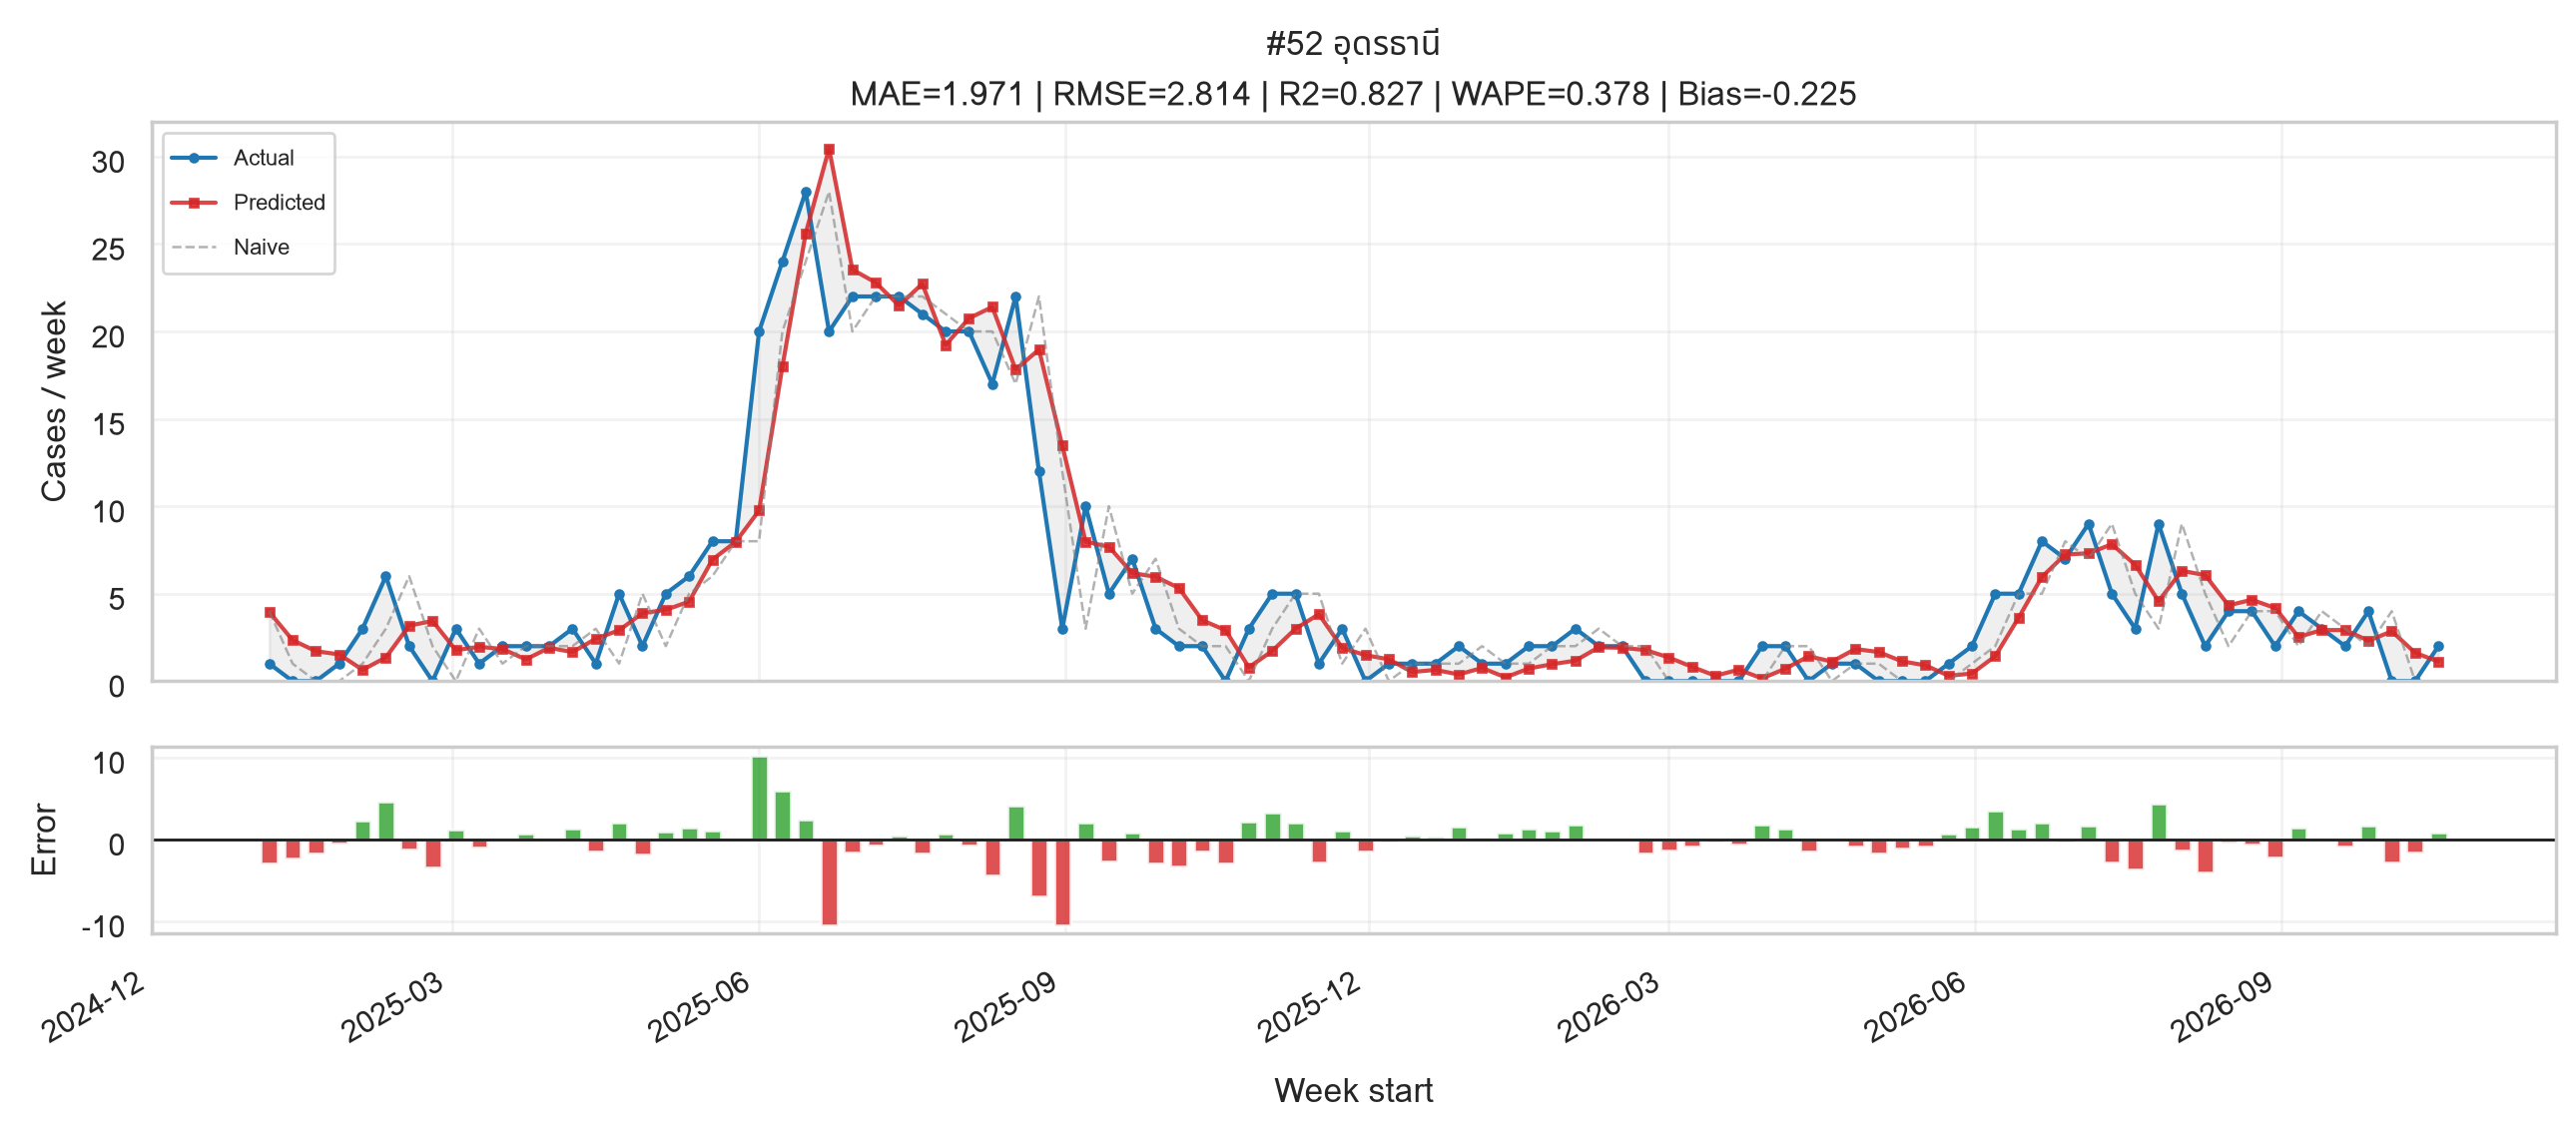 #52 อุดรธานี
MAE=1.971 | RMSE=2.814 | R2=0.827 | WAPE=0.378 | Bias=-0.225
Actual
Predicted
Naive
30
25
20
15
10
5
0
Cases / week
10
0
-10
Error
2024-12
2025-03
2025-06
2025-09
2025-12
2026-03
2026-06
2026-09
Week start